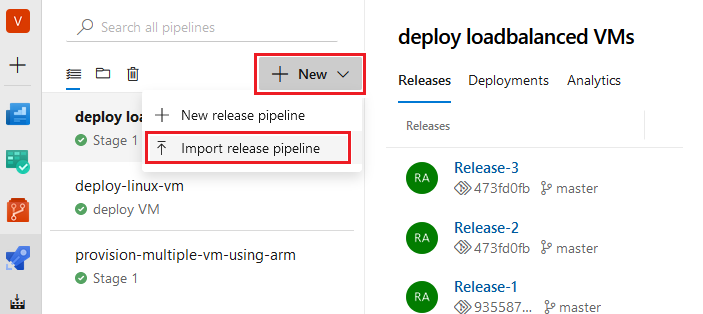 V
Search all pipelines
New
New release pipeline
Import release pipeline
deploy loa
Stage 1
deploy-linux-vm
deploy VM
provision-multiple-vm-using-arm
Stage 1
deploy loadbalanced VMs
Releases Deployments Analytics
Releases
RA Release-3
473fd0fb master
RA Release-2
473fd0fb master
RA Release-1
935587... master